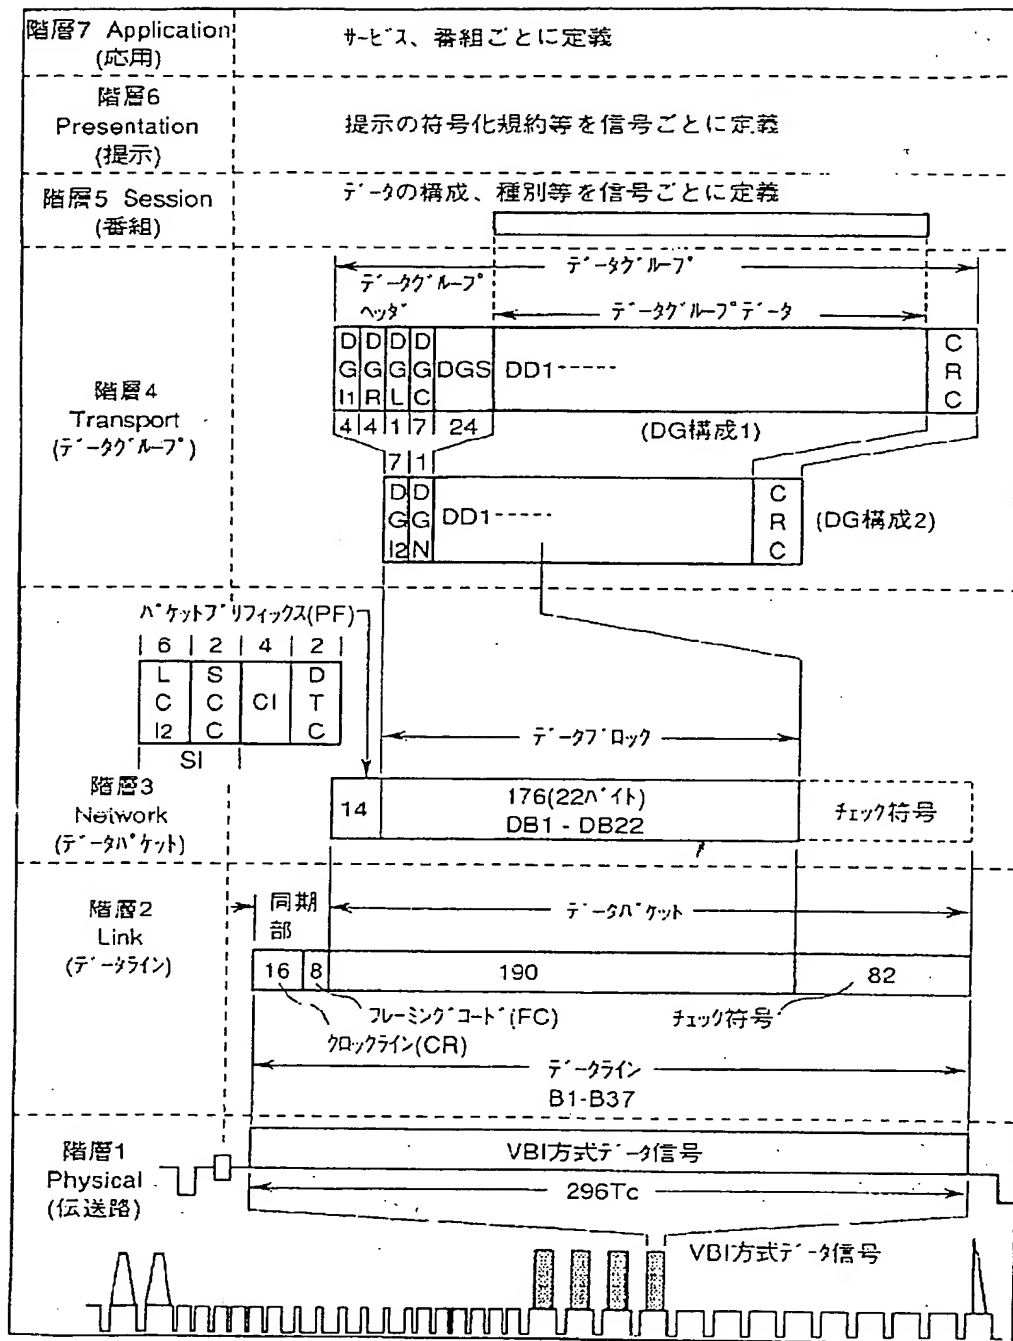 階層7 Application
(応用)
サービス、番組ごとに定義
階層6
Presentation
(提示)
提示の符号化規約等を信号ごとに定義
階層5 Session
(番組)
データの構成、種別等を信号ごとに定義
階層4
Transport
(データグループ)
データグループ
データグループ
ヘッダ
データグループデータ
DGI1 DGR DGL DGC DGS DD1----- CRC
4 4 1 7 24
(DG構成1)
7 1
DGI2 DGN DD1----- CRC
(DG構成2)
パケットプリフィックス(PF)
6 2 4 2
LCI2 SCC CI DTC
SI
データブロック
階層3
Network
(データパケット)
14
176(22バイト)
DB1 - DB22
チェック符号
階層2
Link
(データライン)
同期
部
データパケット
16 8 190 82
フレーミングコード(FC)
チェック符号
クロックライン(CR)
データライン
B1-B37
階層1
Physical
(伝送路)
VBI方式データ信号
296Tc
VBI方式データ信号